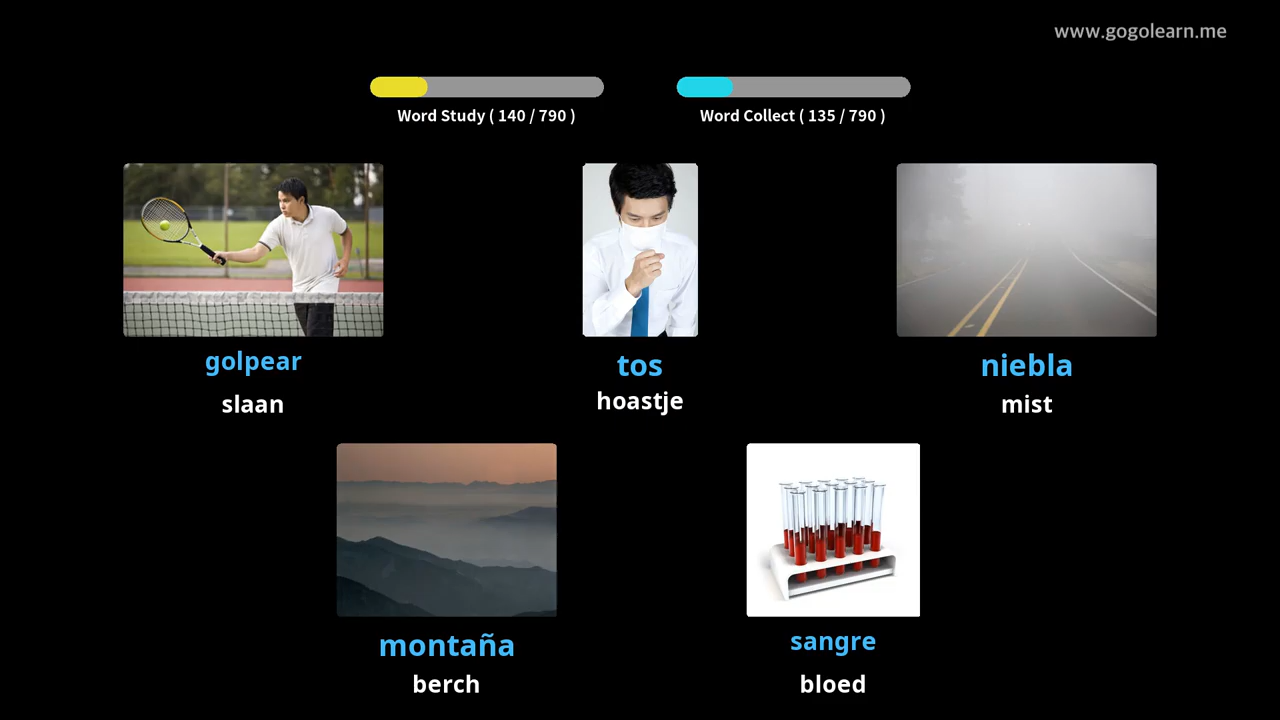 www.gogolearn.me
Word Study ( 140 / 790 )
Word Collect ( 135 / 790 )
golpear
tos
niebla
slaan
hoastje
mist
montaña
sangre
berch
bloed